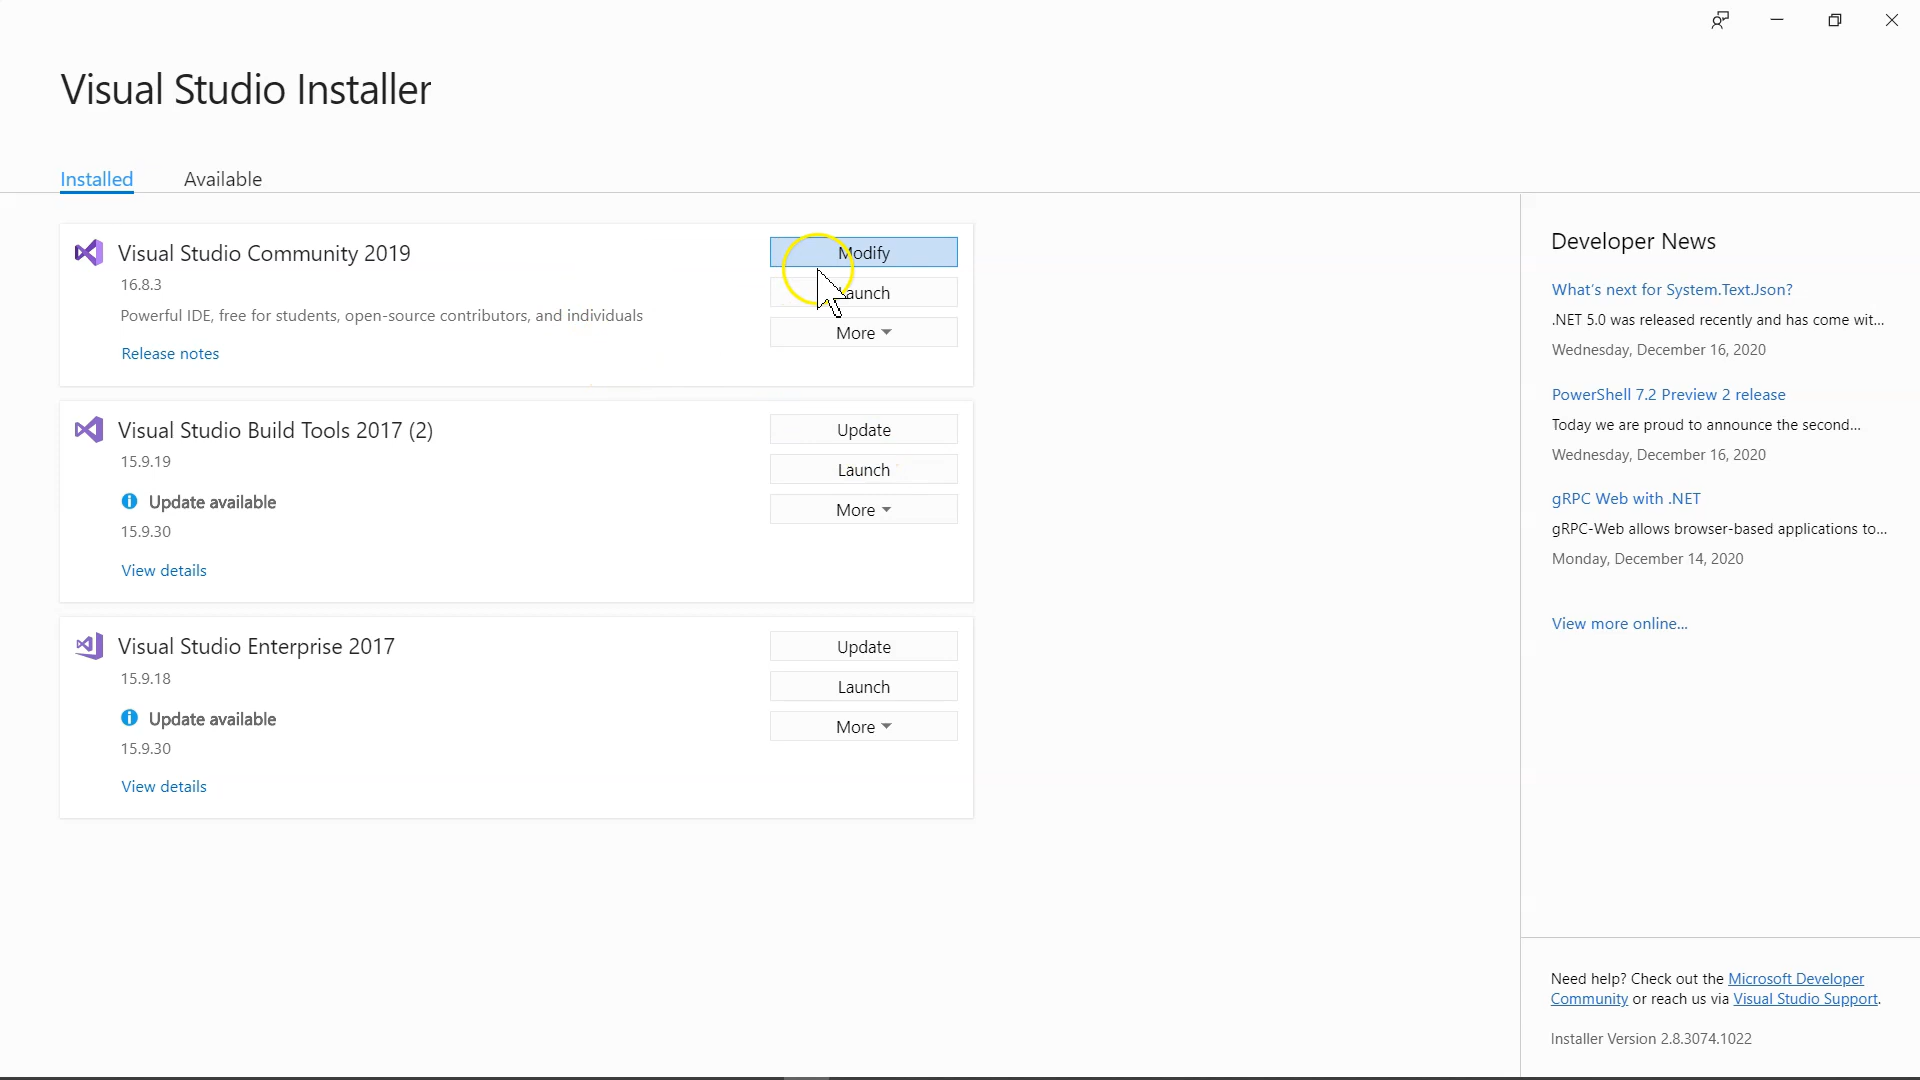 Visual Studio Installer
Installed
Available
Visual Studio Community 2019
16.8.3
Powerful IDE, free for students, open-source contributors, and individuals
Release notes
Modify
Launch
More
Visual Studio Build Tools 2017 (2)
15.9.19
Update available
15.9.30
View details
Update
Launch
More
Visual Studio Enterprise 2017
15.9.18
Update available
15.9.30
View details
Update
Launch
More
Developer News
What's next for System.Text.Json?
.NET 5.0 was released recently and has come wit...
Wednesday, December 16, 2020
PowerShell 7.2 Preview 2 release
Today we are proud to announce the second...
Wednesday, December 16, 2020
gRPC Web with .NET
gRPC-Web allows browser-based applications to...
Monday, December 14, 2020
View more online...
Need help? Check out the Microsoft Developer
Community or reach us via Visual Studio Support.
Installer Version 2.8.3074.1022